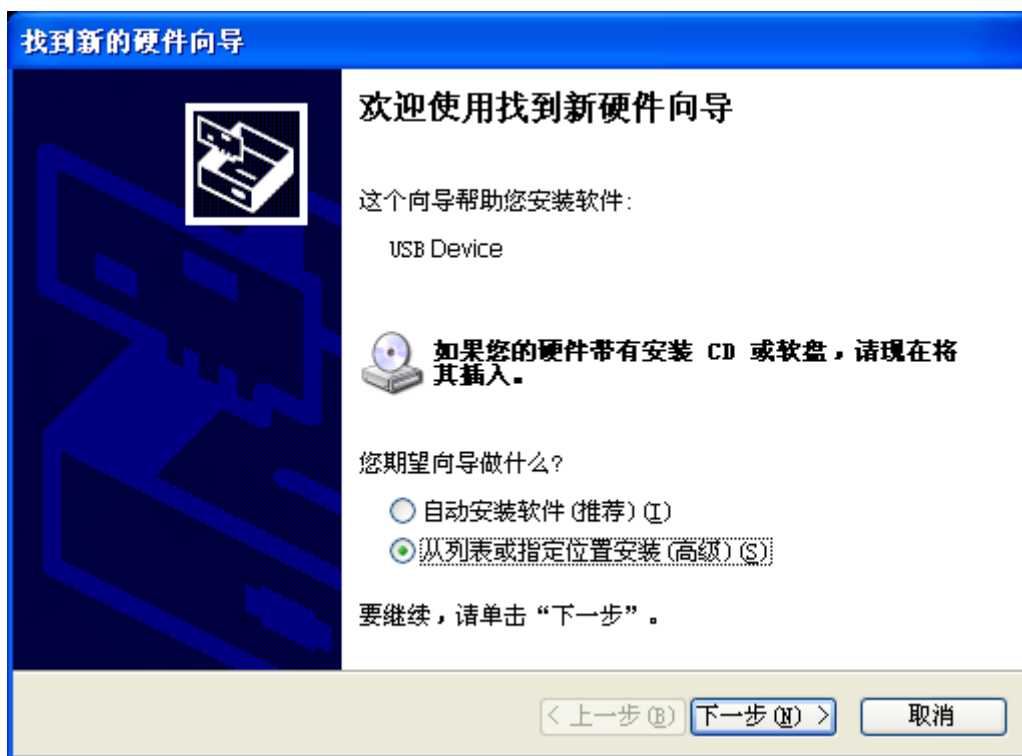 找到新的硬件向导
欢迎使用找到新硬件向导
这个向导帮助您安装软件:
USB Device
如果您的硬件带有安装 CD 或软盘，请现在将
其插入。
您期望向导做什么?
自动安装软件(推荐)(I)
从列表或指定位置安装(高级)(S)
要继续，请单击“下一步”。
< 上一步(B)
下一步(N) >
取消